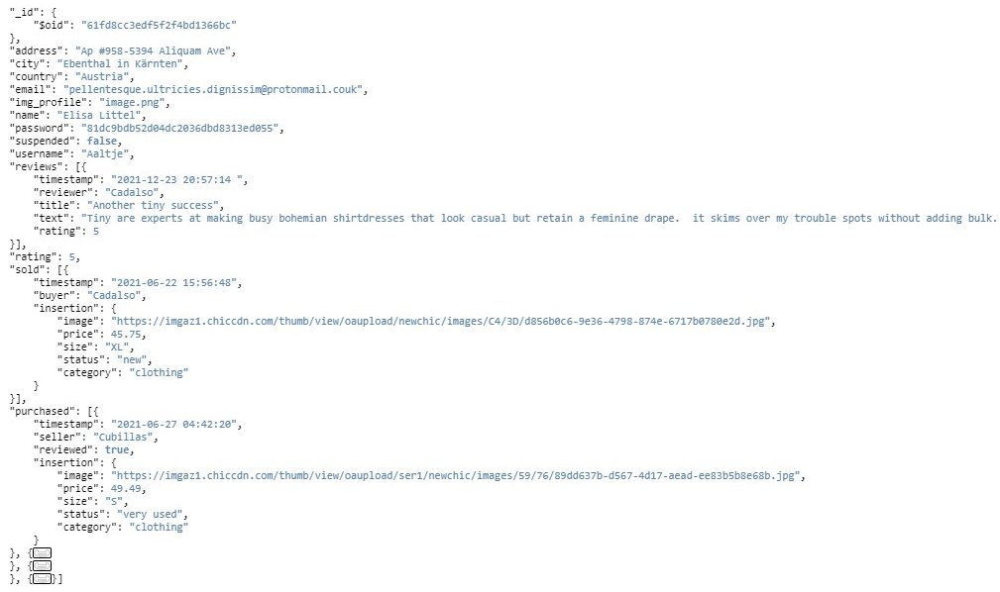 "_id": {
    "$oid": "61fd8cc3edf5f2f4bd1366bc"
},
"address": "Ap #958-5394 Aliquam Ave",
"city": "Ebenthal in Kärnten",
"country": "Austria",
"email": "pellentesque.ultricies.dignissim@protonmail.couk",
"img_profile": "image.png",
"name": "Elisa Littel",
"password": "81dc9bdb52d04dc2036dbd8313ed055",
"suspended": false,
"username": "Aaltje",
"reviews": [{
    "timestamp": "2021-12-23 20:57:14 ",
    "reviewer": "Cadalso",
    "title": "Another tiny success",
    "text": "Tiny are experts at making busy bohemian shirtdresses that look casual but retain a feminine drape.  it skims over my trouble spots without adding bulk.
    "rating": 5
}],
"rating": 5,
"sold": [{
    "timestamp": "2021-06-22 15:56:48",
    "buyer": "Cadalso",
    "insertion": {
        "image": "https://imgaz1.chiccdn.com/thumb/view/oaupload/newchic/images/C4/3D/d856b0c6-9e36-4798-874e-6717b0780e2d.jpg",
        "price": 45.75,
        "size": "XL",
        "status": "new",
        "category": "clothing"
    }
}],
"purchased": [{
    "timestamp": "2021-06-27 04:42:20",
    "seller": "Cubillas",
    "reviewed": true,
    "insertion": {
        "image": "https://imgaz1.chiccdn.com/thumb/view/oaupload/ser1/newchic/images/59/76/89dd637b-d567-4d17-aead-ee83b5b8e68b.jpg",
        "price": 49.49,
        "size": "S",
        "status": "very used",
        "category": "clothing"
    }
}, {
}, {
}, {}]